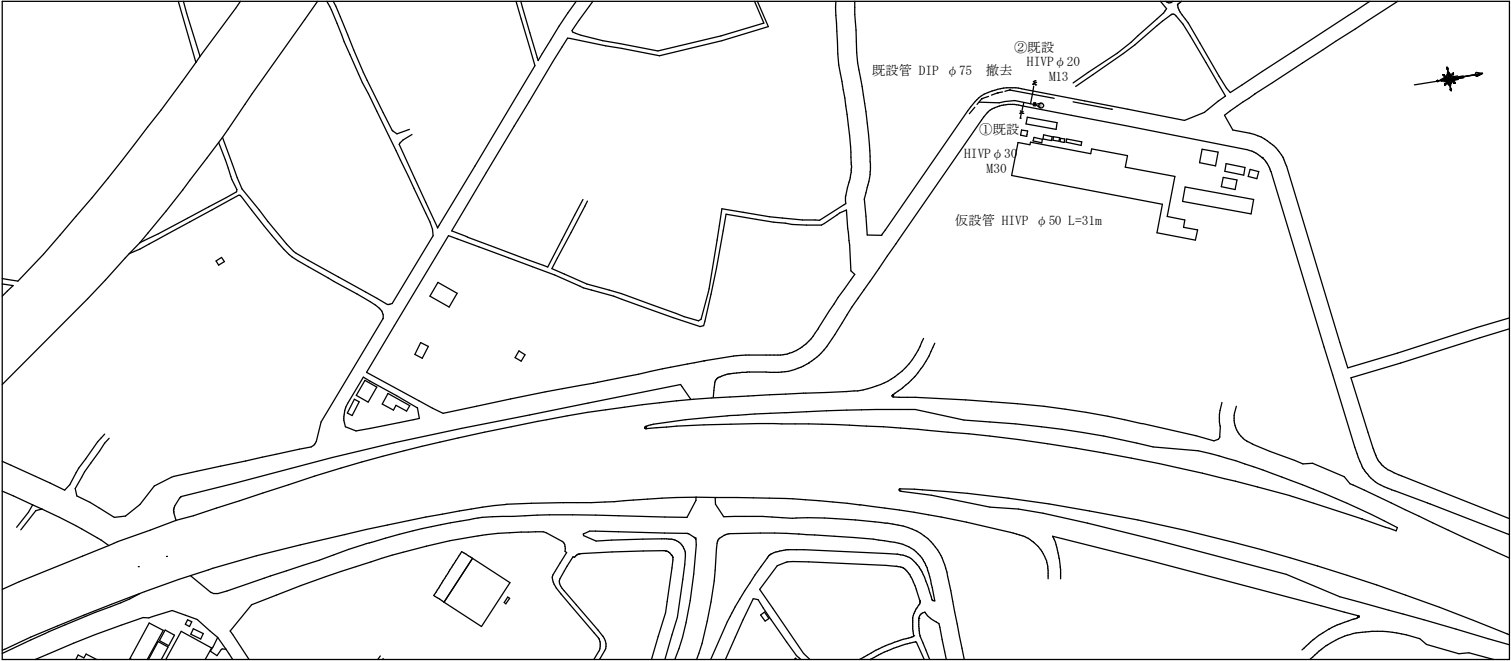 ②既設
HIVPφ20
M13
既設管 DIP φ75 撤去
①既設
HIVPφ30
M30
仮設管 HIVP φ50 L=31m